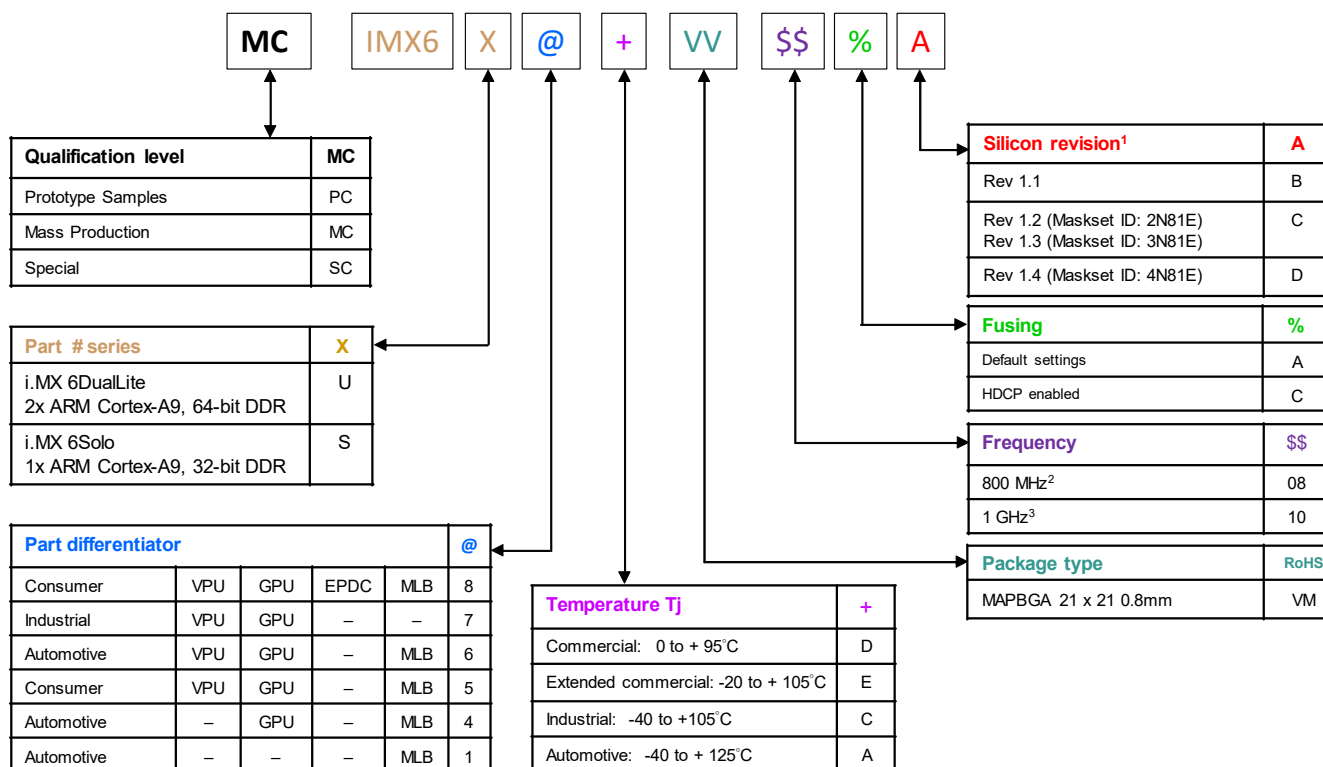 MC IMX6 X @ + VV $$ % A
Qualification level MC
Prototype Samples PC
Mass Production MC
Special SC
Part # series X
i.MX 6DualLite U
2x ARM Cortex-A9, 64-bit DDR
i.MX 6Solo S
1x ARM Cortex-A9, 32-bit DDR
Part differentiator @
Consumer VPU GPU EPDC MLB 8
Industrial VPU GPU – – 7
Automotive VPU GPU – MLB 6
Consumer VPU GPU – MLB 5
Automotive – GPU – MLB 4
Automotive – – – MLB 1
Temperature Tj +
Commercial: 0 to + 95°C D
Extended commercial: -20 to + 105°C E
Industrial: -40 to +105°C C
Automotive: -40 to + 125°C A
Silicon revision¹ A
Rev 1.1 B
Rev 1.2 (Maskset ID: 2N81E) C
Rev 1.3 (Maskset ID: 3N81E)
Rev 1.4 (Maskset ID: 4N81E) D
Fusing %
Default settings A
HDCP enabled C
Frequency $$
800 MHz² 08
1 GHz³ 10
Package type RoHS
MAPBGA 21 x 21 0.8mm VM